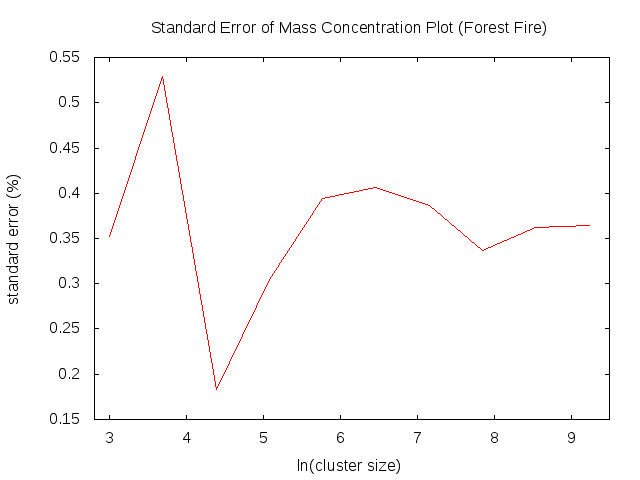 Standard Error of Mass Concentration Plot (Forest Fire)
0.55
0.5
0.45
0.4
0.35
0.3
0.25
0.2
0.15
standard error (%)
3 4 5 6 7 8 9
ln(cluster size)